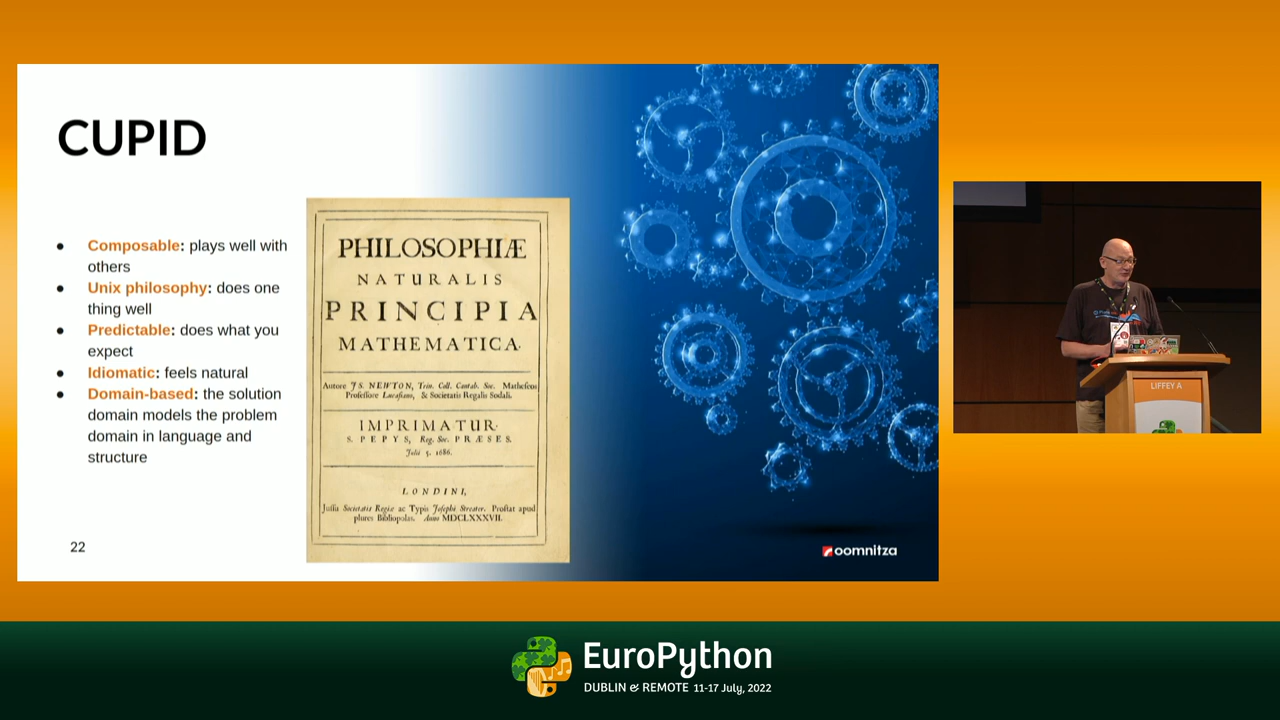 CUPID
● Composable: plays well with
others
● Unix philosophy: does one
thing well
● Predictable: does what you
expect
● Idiomatic: feels natural
● Domain-based: the solution
domain models the problem
domain in language and
structure
22
PHILOSOPHIÆ
NATURALIS
PRINCIPIA
MATHEMATICA.
Autore JS. NEWTON, Trin. Coll. Cantab. Soc. Matheseos
Professore Lucasiano, & Societatis Regalis Sodali.
IMPRIMATUR.
S. PEPYS, Reg. Soc. PRÆSES.
Julii 5. 1686.
LONDINI,
Jussu Societatis Regiæ ac Typis Josephi Streater. Prostat apud
plures Bibliopolas. Anno MDCLXXXVII.
oomnitza
LIFFEY A
EuroPython
DUBLIN & REMOTE 11-17 July, 2022